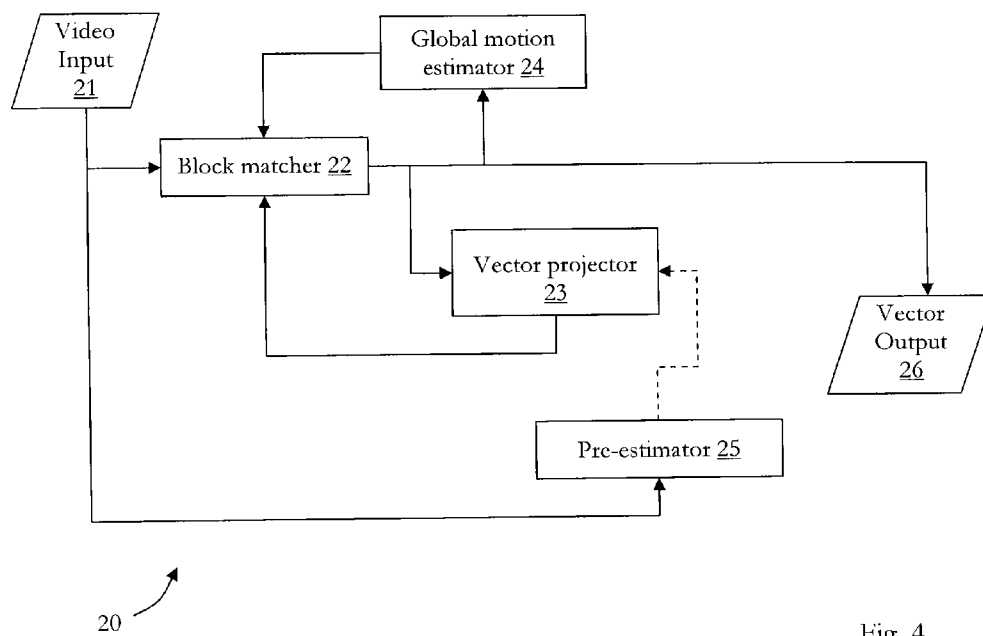 Video
Input
21
Global motion
estimator 24
Block matcher 22
Vector projector
23
Vector
Output
26
Pre-estimator 25
20
Fig. 4